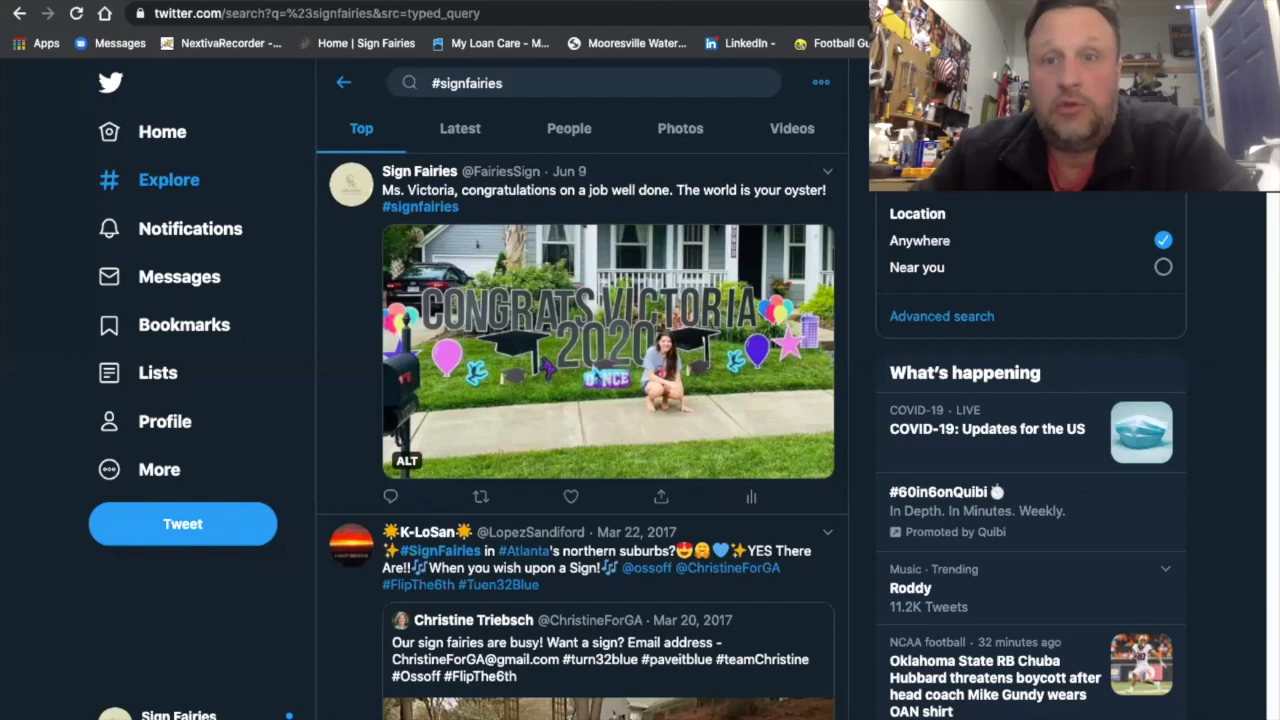 twitter.com/search?q=%23signfairies&src=typed_query
Apps
Messages
NextivaRecorder -...
Home | Sign Fairies
My Loan Care - M...
Mooresville Water...
LinkedIn -
Football Gu
Home
Explore
Notifications
Messages
Bookmarks
Lists
Profile
More
Tweet
Sign Fairies
#signfairies
Top
Latest
People
Photos
Videos
Sign Fairies @FairiesSign · Jun 9
Ms. Victoria, congratulations on a job well done. The world is your oyster!
#signfairies
CONGRATS VICTORIA
2020
DANCE
ALT
K-LoSan @LopezSandiford · Mar 22, 2017
#SignFairies in #Atlanta's northern suburbs?😍🤗💙✨YES There
Are!!🎶When you wish upon a Sign!🎶 @ossoff @ChristineForGA
#FlipThe6th #Tuen32Blue
Christine Triebsch @ChristineForGA · Mar 20, 2017
Our sign fairies are busy! Want a sign? Email address -
ChristineForGA@gmail.com #turn32blue #paveitblue #teamChristine
#Ossoff #FlipThe6th
Location
Anywhere
Near you
Advanced search
What's happening
COVID-19 · LIVE
COVID-19: Updates for the US
#60in6onQuibi
In Depth. In Minutes. Weekly.
Promoted by Quibi
Music · Trending
Roddy
11.2K Tweets
NCAA football · 32 minutes ago
Oklahoma State RB Chuba
Hubbard threatens boycott after
head coach Mike Gundy wears
OAN shirt